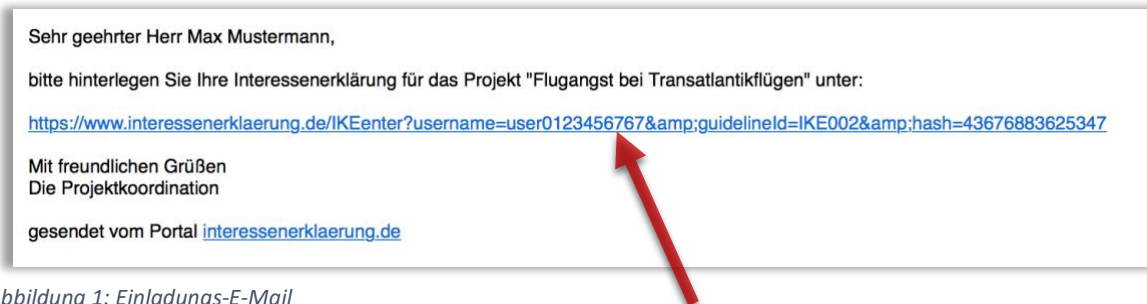 Sehr geehrter Herr Max Mustermann,
bitte hinterlegen Sie Ihre Interessenerklärung für das Projekt "Flugangst bei Transatlantikflügen" unter:
https://www.interessenerklaerung.de/IKEenter?username=user0123456767&amp;guidelineId=IKE002&amp;hash=43676883625347
Mit freundlichen Grüßen
Die Projektkoordination
gesendet vom Portal interessenerklaerung.de
bbildung 1: Einladungs-E-Mail